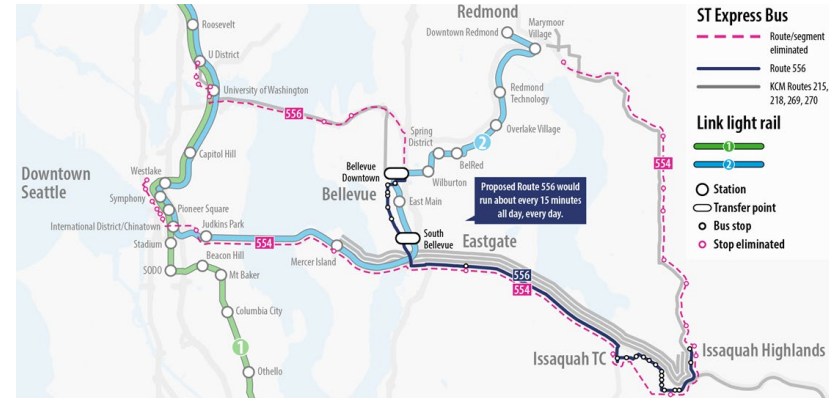 Redmond
Marymoor
Village
Downtown Redmond
Roosevelt
U District
University of Washington
556
Redmond
Technology
Overlake Village
Spring
District
2
BelRed
Wilburton
Capitol Hill
Westlake
Symphony
Pioneer Square
International District/Chinatown
Stadium
SODO
Judkins Park
Beacon Hill
Mt Baker
Columbia City
1
Othello
Downtown
Seattle
Bellevue
Downtown
Bellevue
East Main
South
Bellevue
Mercer Island
554
Proposed Route 556 would
run about every 15 minutes
all day, every day.
Eastgate
556
554
554
Issaquah TC
Issaquah Highlands
ST Express Bus
Route/segment
eliminated
Route 556
KCM Routes 215,
218, 269, 270
Link light rail
1
2
Station
Transfer point
Bus stop
Stop eliminated